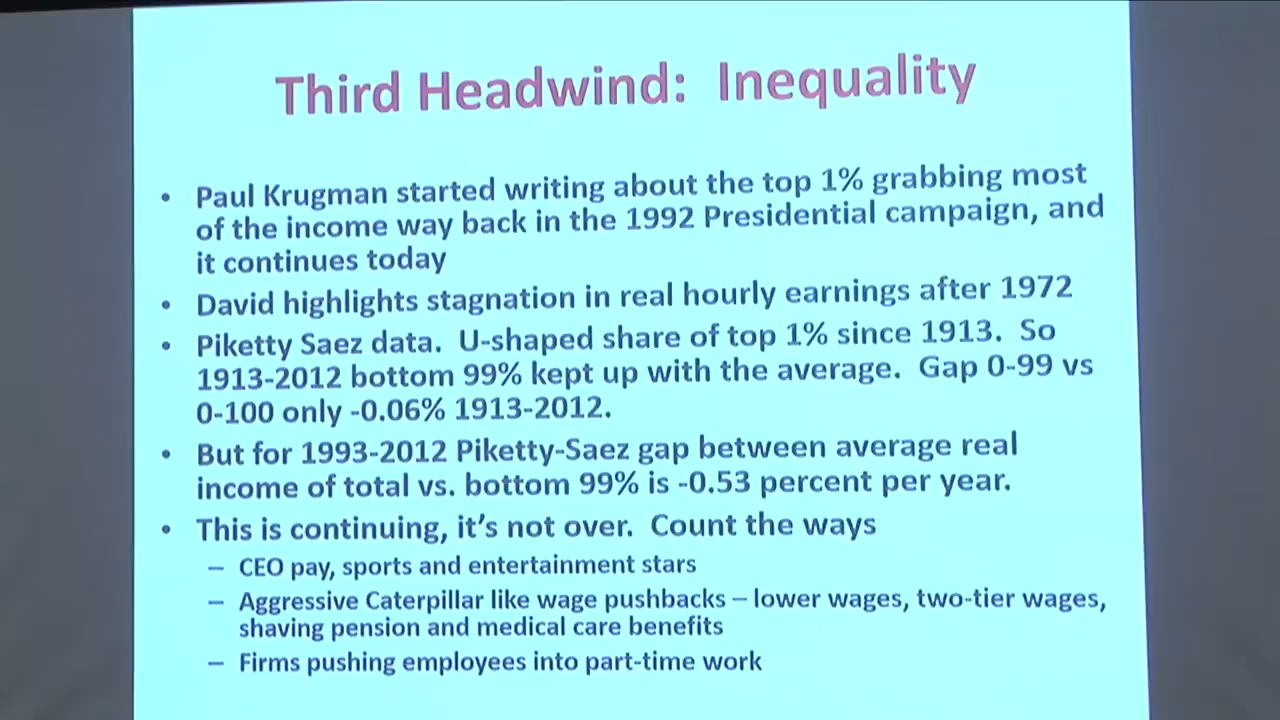 Third Headwind: Inequality
• Paul Krugman started writing about the top 1% grabbing most
of the income way back in the 1992 Presidential campaign, and
it continues today
• David highlights stagnation in real hourly earnings after 1972
• Piketty Saez data. U-shaped share of top 1% since 1913. So
1913-2012 bottom 99% kept up with the average. Gap 0-99 vs
0-100 only -0.06% 1913-2012.
• But for 1993-2012 Piketty-Saez gap between average real
income of total vs. bottom 99% is -0.53 percent per year.
• This is continuing, it's not over. Count the ways
– CEO pay, sports and entertainment stars
– Aggressive Caterpillar like wage pushbacks – lower wages, two-tier wages,
shaving pension and medical care benefits
– Firms pushing employees into part-time work